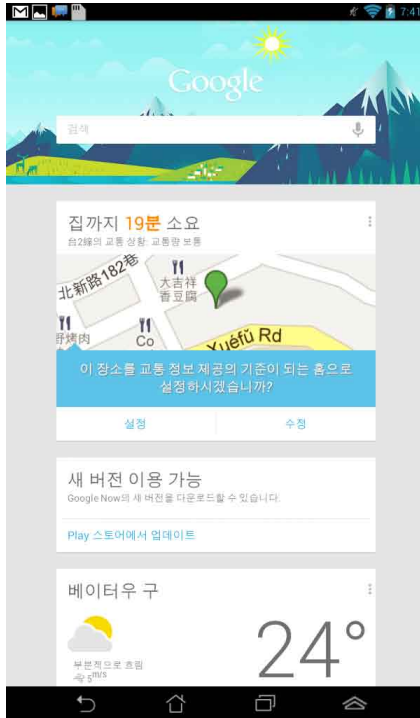 7:41
Google
검색
집까지 19분 소요
台2線의 교통 상황: 교통량 보통
北新路182巷
大吉祥
香豆腐
野烤肉
Co
Xuéfǔ Rd
이 장소를 교통 정보 제공의 기준이 되는 홈으로
설정하시겠습니까?
설정
수정
새 버전 이용 가능
Google Now의 새 버전을 다운로드할 수 있습니다.
Play 스토어에서 업데이트
베이터우 구
24°
부분적으로 흐림
5m/s